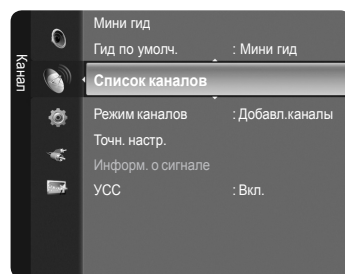 Канал
Мини гид
Гид по умолч. : Мини гид
Список каналов
Режим каналов : Добавл.каналы
Точн. настр.
Информ. о сигнале
УСС : Вкл.